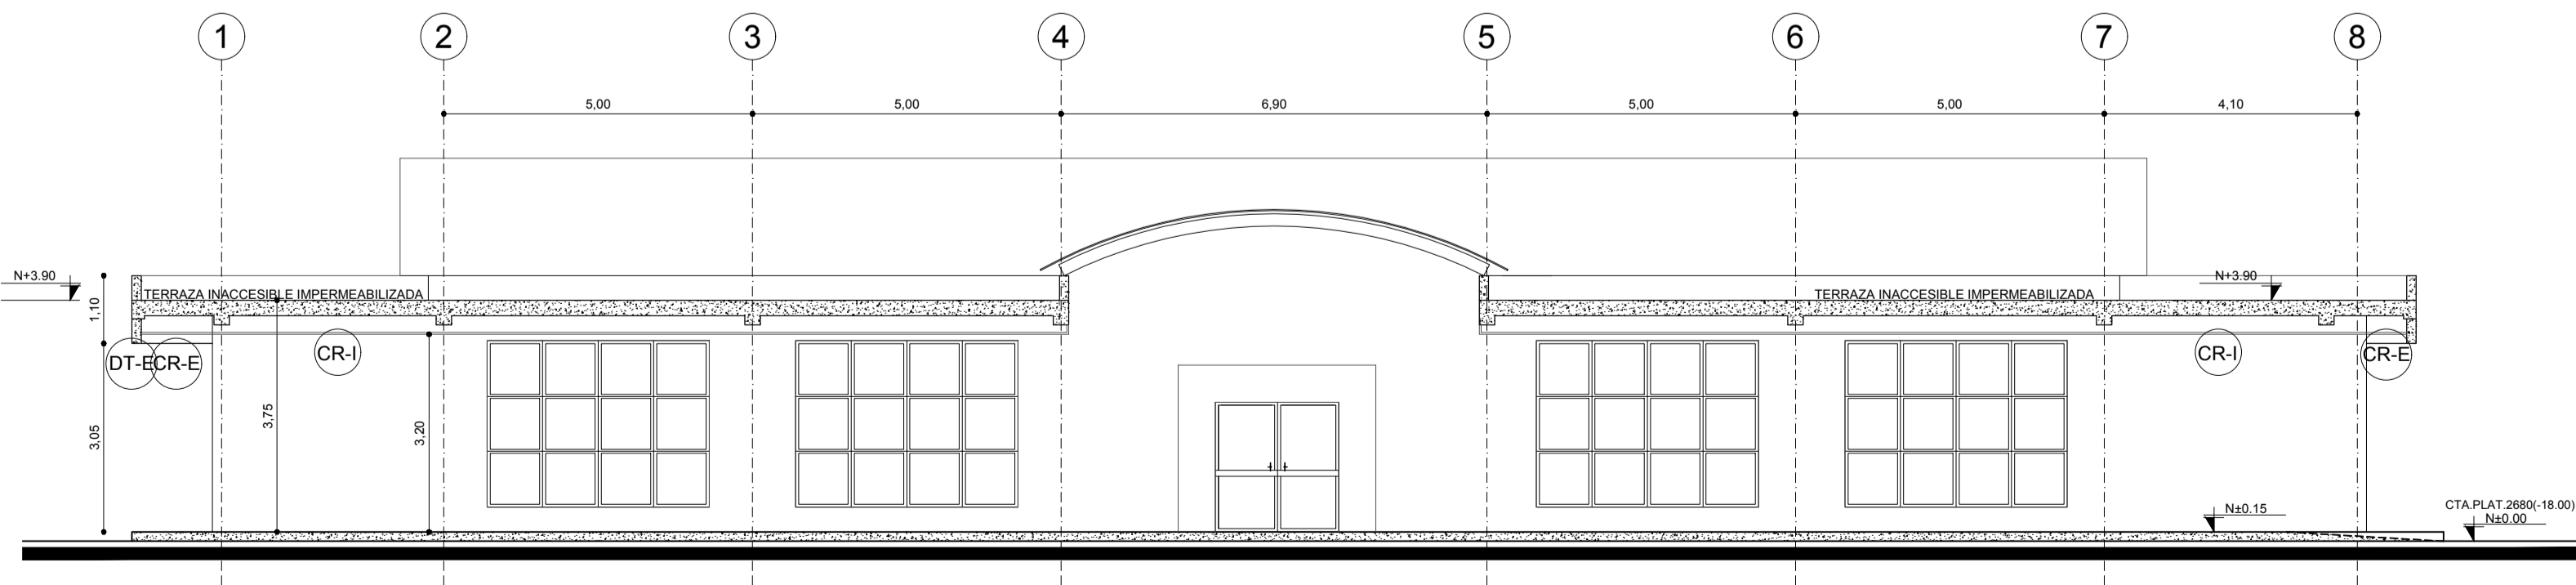 1 2 3 4 5 6 7 8
5,00 5,00 6,90 5,00 5,00 4,10
N+3.90 N+3.90
TERRAZA INACCESIBLE IMPERMEABILIZADA TERRAZA INACCESIBLE IMPERMEABILIZADA
1,10
DT-E CR-E CR-I CR-I CR-E
3,05 3,75 3,20
CTA.PLAT.2680(-18.00)
N±0.15 N±0.00